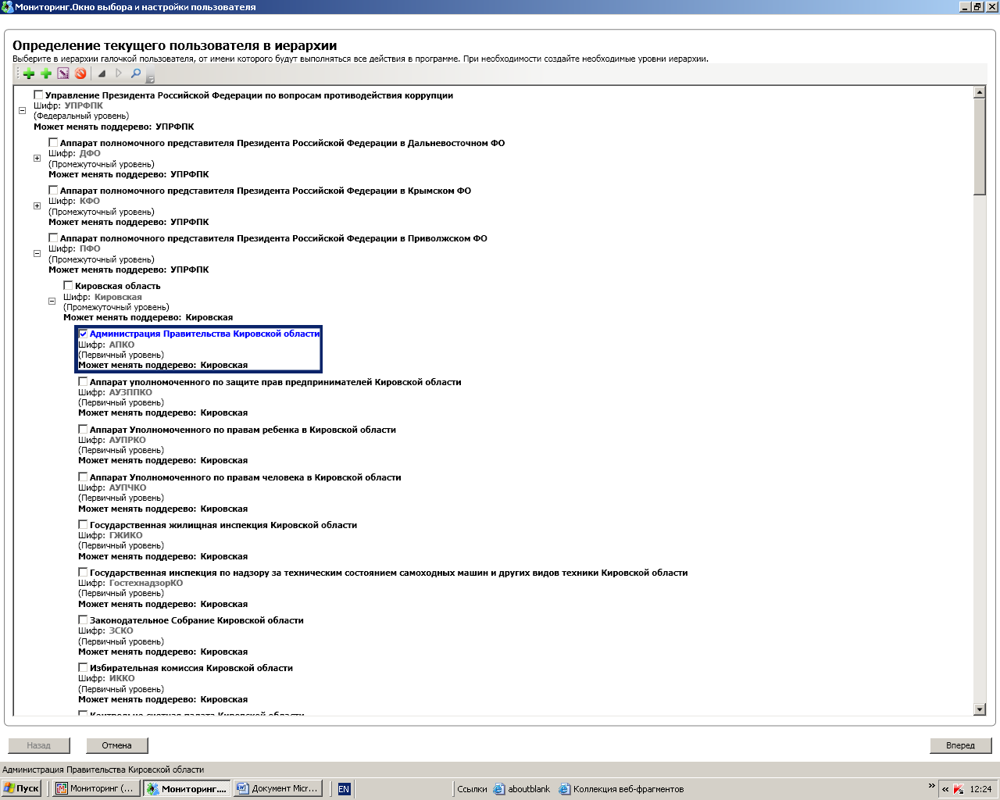 Мониторинг.Окно выбора и настройки пользователя
Определение текущего пользователя в иерархии
Выберите в иерархии галочкой пользователя, от имени которого будут выполняться все действия в программе. При необходимости создайте необходимые уровни иерархии.
Управление Президента Российской Федерации по вопросам противодействия коррупции
Шифр: УПРФПК
(Федеральный уровень)
Может менять поддерево: УПРФПК
Аппарат полномочного представителя Президента Российской Федерации в Дальневосточном ФО
Шифр: ДФО
(Промежуточный уровень)
Может менять поддерево: УПРФПК
Аппарат полномочного представителя Президента Российской Федерации в Крымском ФО
Шифр: КФО
(Промежуточный уровень)
Может менять поддерево: УПРФПК
Аппарат полномочного представителя Президента Российской Федерации в Приволжском ФО
Шифр: ПФО
(Промежуточный уровень)
Может менять поддерево: УПРФПК
Кировская область
Шифр: Кировская
(Промежуточный уровень)
Может менять поддерево: Кировская
Администрация Правительства Кировской области
Шифр: АПКО
(Первичный уровень)
Может менять поддерево: Кировская
Аппарат уполномоченного по защите прав предпринимателей Кировской области
Шифр: АУЗППКО
(Первичный уровень)
Может менять поддерево: Кировская
Аппарат Уполномоченного по правам ребенка в Кировской области
Шифр: АУПРКО
(Первичный уровень)
Может менять поддерево: Кировская
Аппарат Уполномоченного по правам человека в Кировской области
Шифр: АУПЧКО
(Первичный уровень)
Может менять поддерево: Кировская
Государственная жилищная инспекция Кировской области
Шифр: ГЖИКО
(Первичный уровень)
Может менять поддерево: Кировская
Государственная инспекция по надзору за техническим состоянием самоходных машин и других видов техники Кировской области
Шифр: ГостехнадзорКО
(Первичный уровень)
Может менять поддерево: Кировская
Законодательное Собрание Кировской области
Шифр: ЗСКО
(Первичный уровень)
Может менять поддерево: Кировская
Избирательная комиссия Кировской области
Шифр: ИККО
(Первичный уровень)
Может менять поддерево: Кировская
Контрольно-счетная палата Кировской области
Назад Отмена Вперед
Администрация Правительства Кировской области
Пуск Мониторинг (... Мониторинг.... Документ Micr... EN Ссылки aboutblank Коллекция веб-фрагментов 12:24